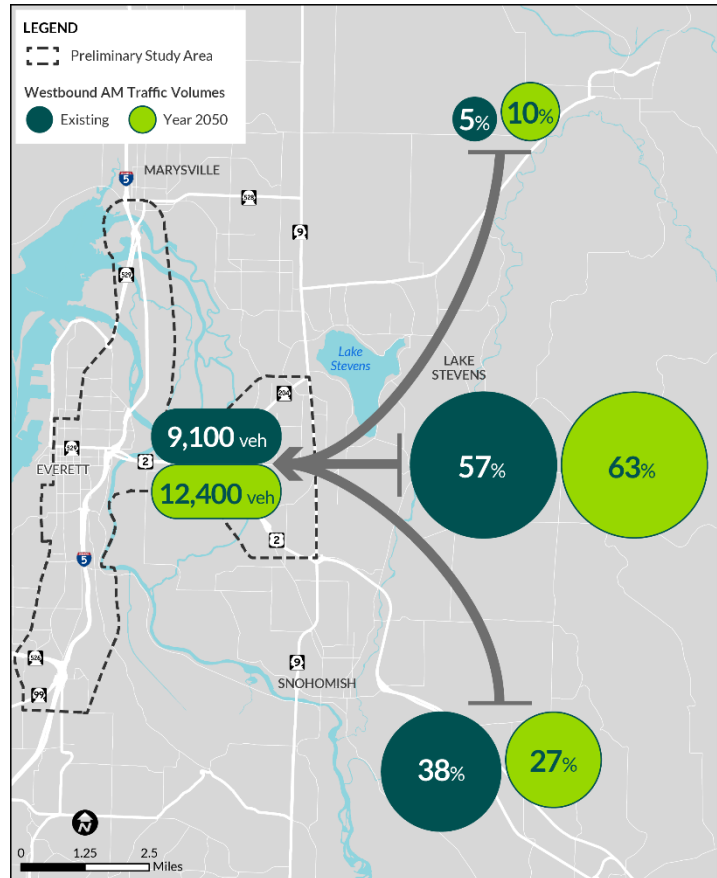 LEGEND
Preliminary Study Area
Westbound AM Traffic Volumes
Existing
Year 2050
5%
10%
MARYSVILLE
5
528
9
529
LAKE
STEVENS
Lake
Stevens
204
9,100 veh
57%
63%
529
EVERETT
2
12,400 veh
2
5
526
9
SNOHOMISH
99
38%
27%
N
0 1.25 2.5
Miles